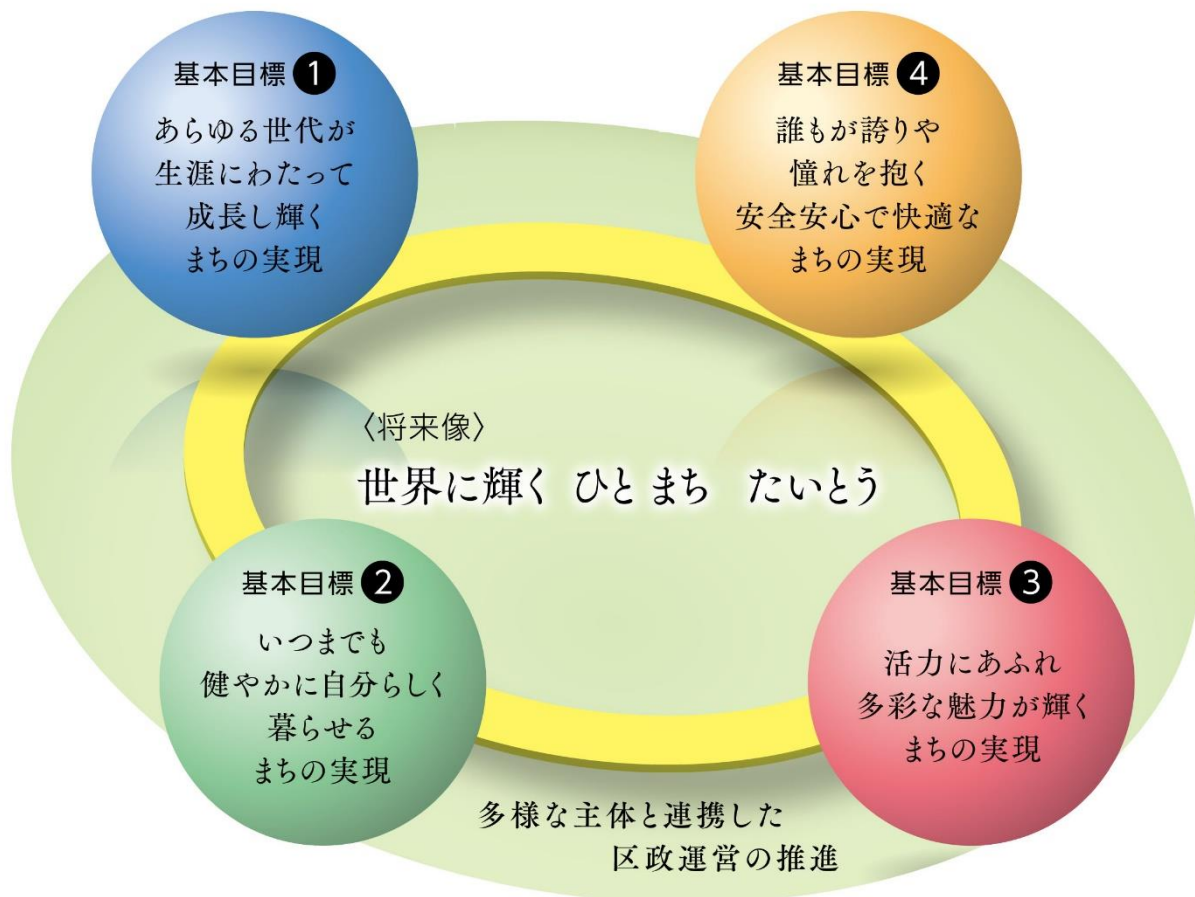 基本目標 ❶
あらゆる世代が
生涯にわたって
成長し輝く
まちの実現
基本目標 ❹
誰もが誇りや
憧れを抱く
安全安心で快適な
まちの実現
〈将来像〉
世界に輝く ひと まち たいとう
基本目標 ❷
いつまでも
健やかに自分らしく
暮らせる
まちの実現
基本目標 ❸
活力にあふれ
多彩な魅力が輝く
まちの実現
多様な主体と連携した
区政運営の推進